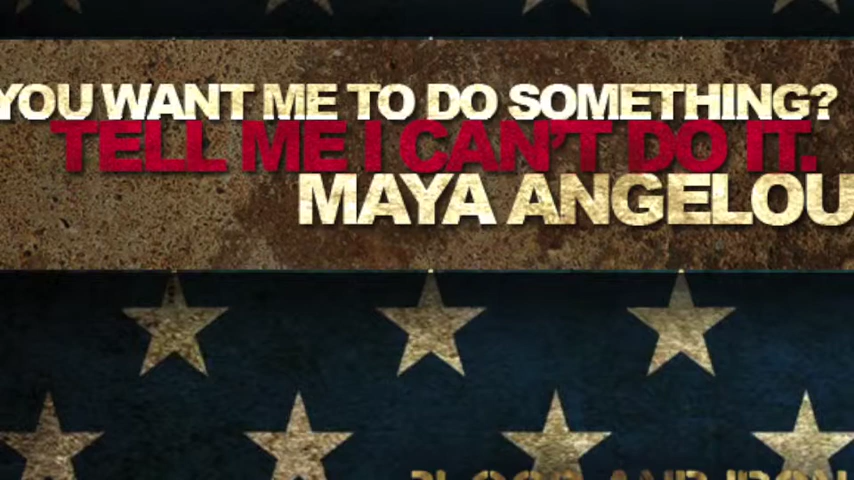 YOU WANT ME TO DO SOMETHING?
TELL ME I CAN'T DO IT.
MAYA ANGELOU